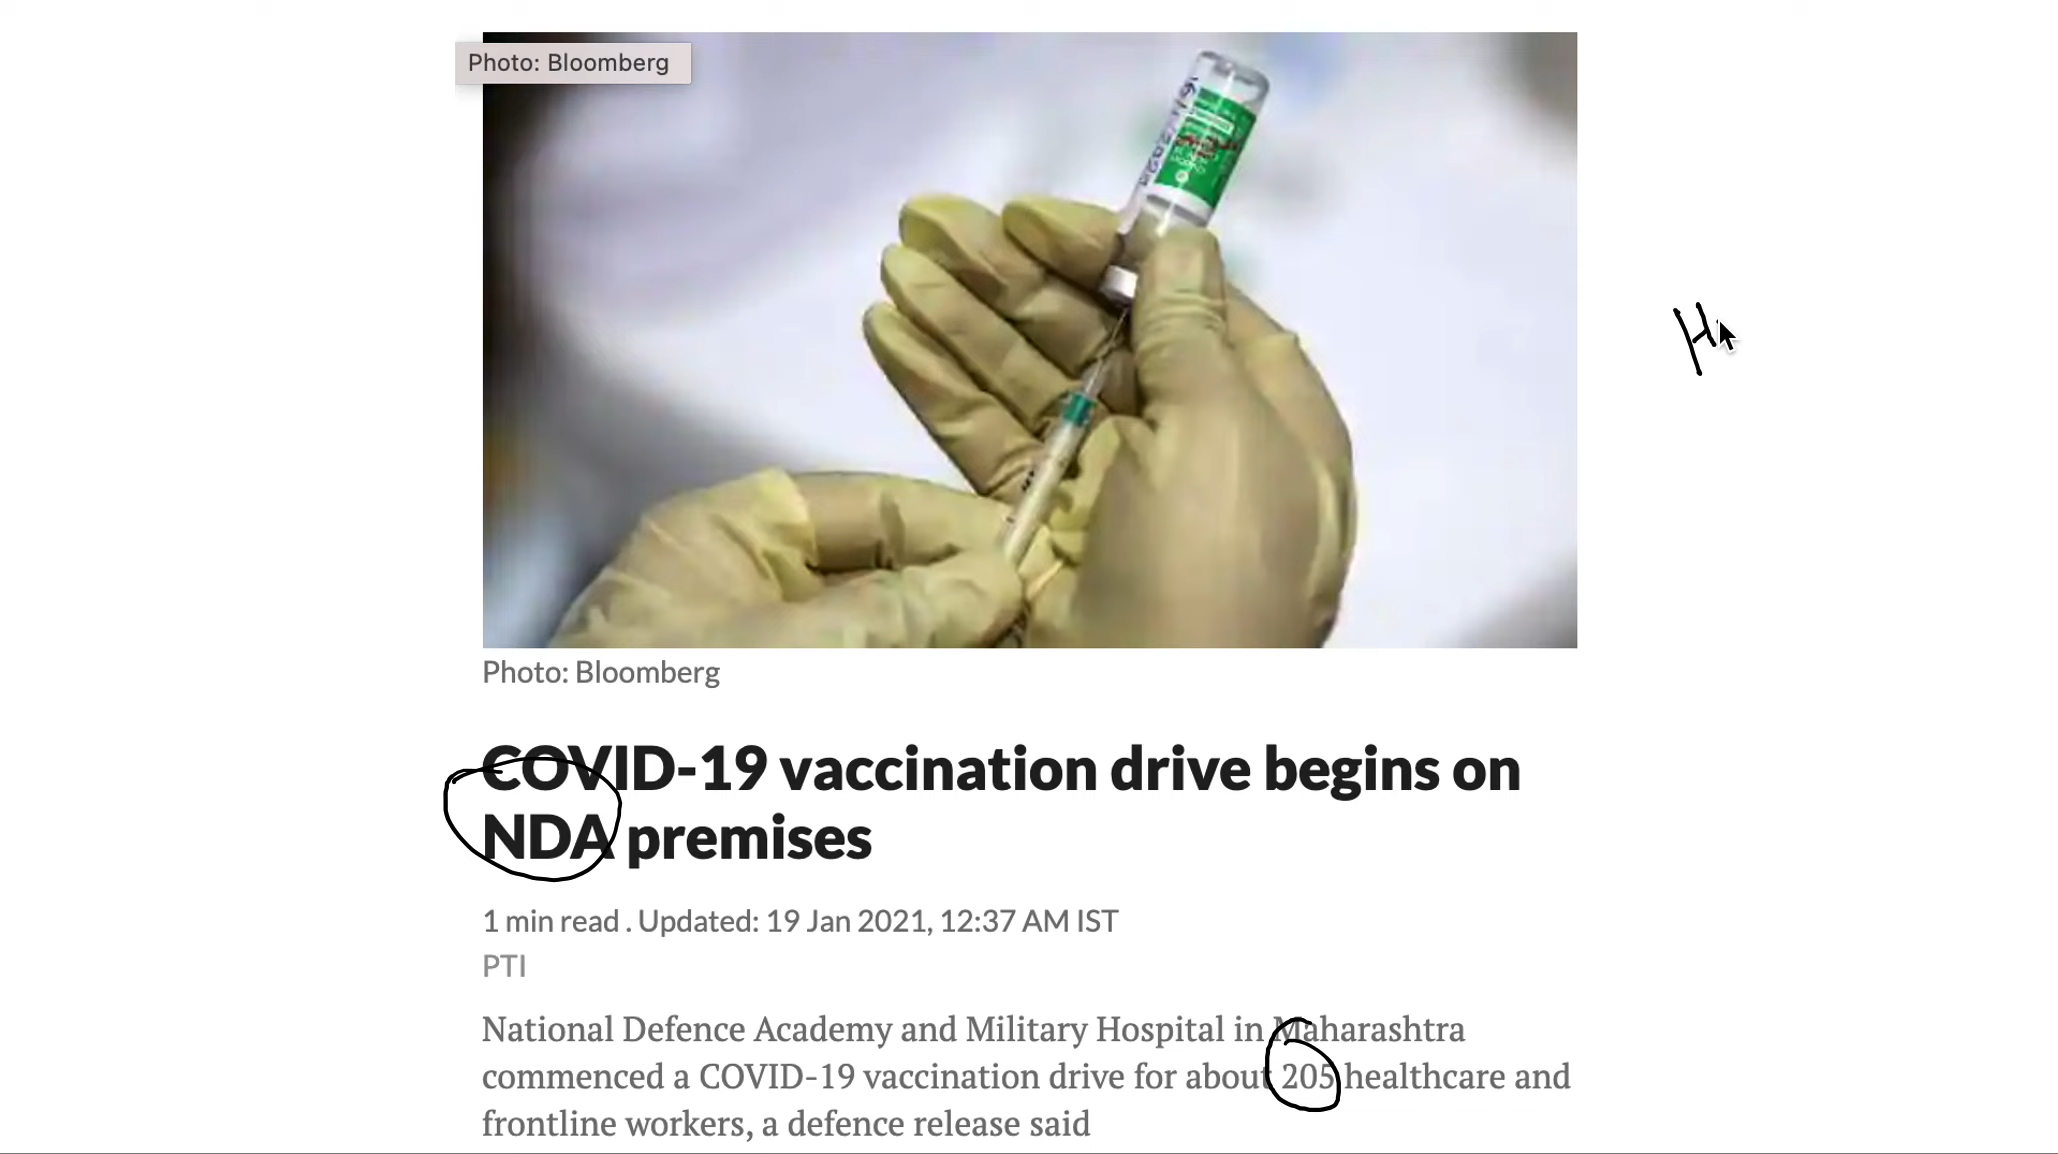 Photo: Bloomberg
Photo: Bloomberg
COVID-19 vaccination drive begins on
NDA premises
1 min read . Updated: 19 Jan 2021, 12:37 AM IST
PTI
National Defence Academy and Military Hospital in Maharashtra
commenced a COVID-19 vaccination drive for about 205 healthcare and
frontline workers, a defence release said